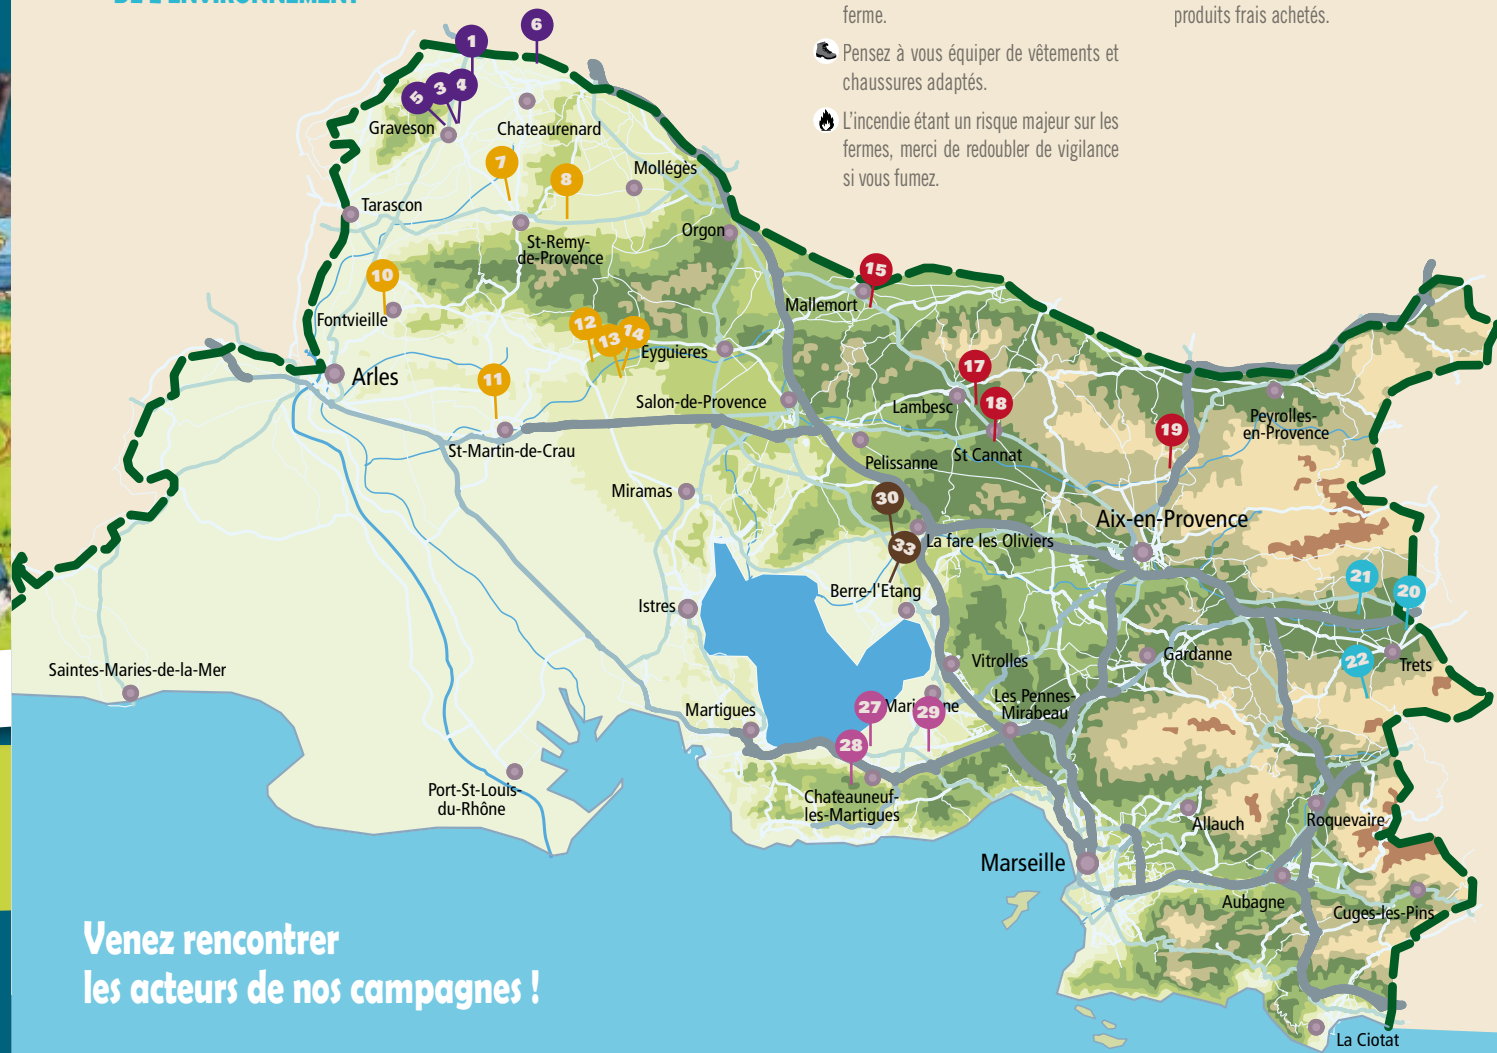 DE L'ENVIRONNEMENT
ferme.
Pensez à vous équiper de vêtements et
chaussures adaptés.
L'incendie étant un risque majeur sur les
fermes, merci de redoubler de vigilance
si vous fumez.
produits frais achetés.
6
1
5
3
4
Graveson
Chateaurenard
7
8
Mollégès
Tarascon
St-Remy-
de-Provence
Orgon
10
Fontvieille
15
Mallemort
12
13
14
Eyguieres
Arles
11
Salon-de-Provence
17
Lambesc
18
St Cannat
19
Peyrolles-
en-Provence
St-Martin-de-Crau
Pelissanne
Miramas
30
Aix-en-Provence
33
La fare les Oliviers
Berre-l'Etang
21
20
Istres
22
Trets
Saintes-Maries-de-la-Mer
Vitrolles
Gardanne
Martigues
27
29
Les Pennes-
Mirabeau
28
Chateauneuf-
les-Martigues
Port-St-Louis-
du-Rhône
Allauch
Roquevaire
Marseille
Aubagne
Cuges-les-Pins
La Ciotat
Venez rencontrer
les acteurs de nos campagnes !